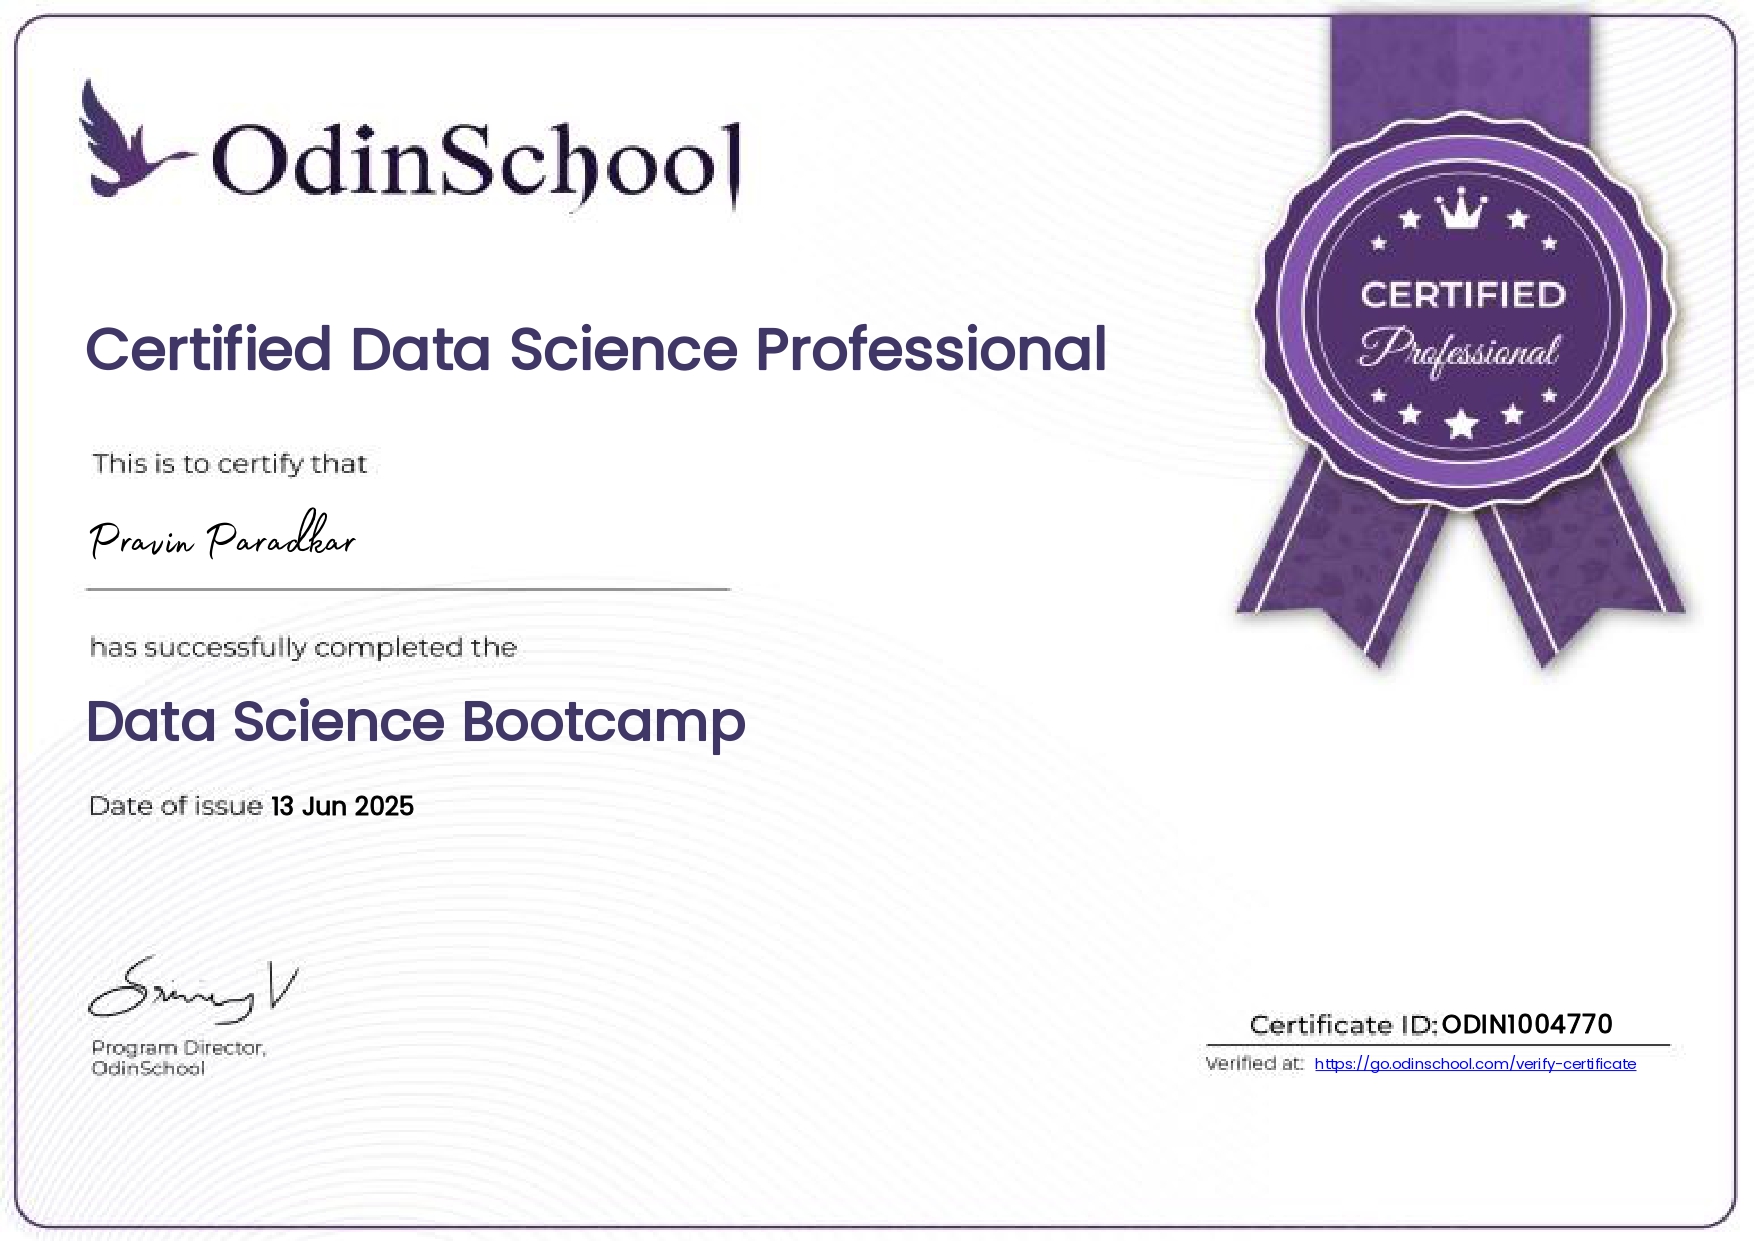 OdinSchool
CERTIFIED
Professional
Certified Data Science Professional
This is to certify that
Pravin Paradkar
has successfully completed the
Data Science Bootcamp
Date of issue 13 Jun 2025
Program Director,
OdinSchool
Certificate ID: ODIN1004770
Verified at: https://go.odinschool.com/verify-certificate